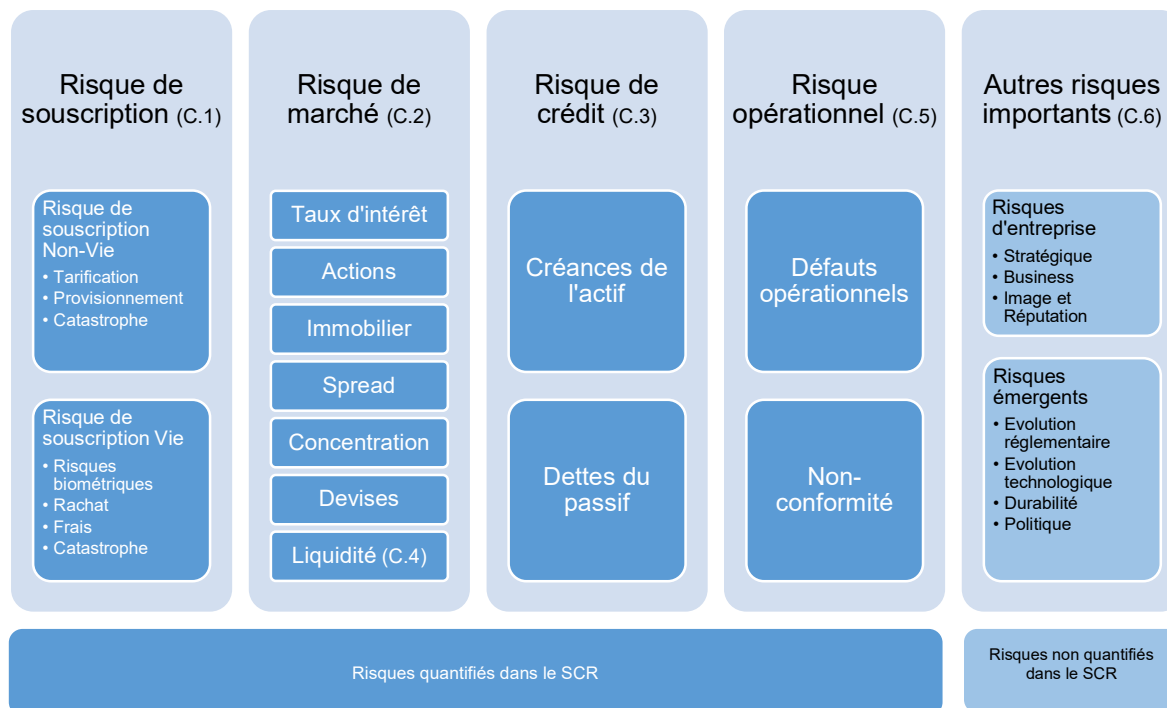 Risque de
souscription (C.1)
Risque de
souscription
Non-Vie
• Tarification
• Provisionnement
• Catastrophe
Risque de
souscription Vie
• Risques
biométriques
• Rachat
• Frais
• Catastrophe
Risque de
marché (C.2)
Taux d'intérêt
Actions
Immobilier
Spread
Concentration
Devises
Liquidité (C.4)
Risque de
crédit (C.3)
Créances de
l'actif
Dettes du
passif
Risque
opérationnel (C.5)
Défauts
opérationnels
Non-
conformité
Autres risques
importants (C.6)
Risques
d'entreprise
• Stratégique
• Business
• Image et
Réputation
Risques
émergents
• Evolution
réglementaire
• Evolution
technologique
• Durabilité
• Politique
Risques quantifiés dans le SCR
Risques non quantifiés
dans le SCR